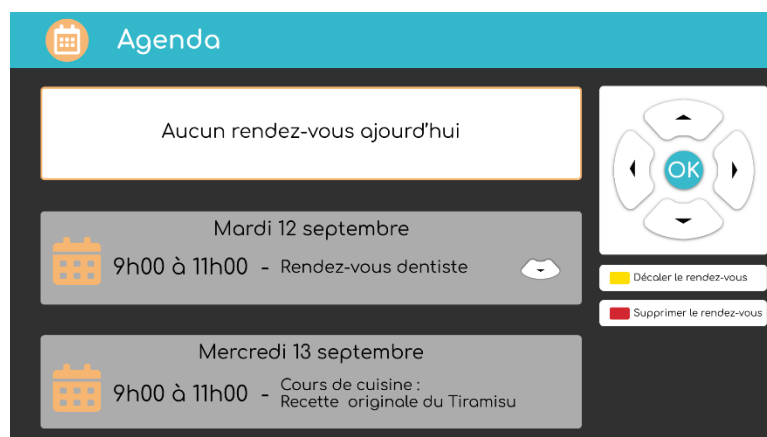 Agenda
Aucun rendez-vous ajourd'hui
Mardi 12 septembre
9h00 à 11h00 - Rendez-vous dentiste
Mercredi 13 septembre
9h00 à 11h00 - Cours de cuisine :
Recette originale du Tiramisu
OK
Décaler le rendez-vous
Supprimer le rendez-vous